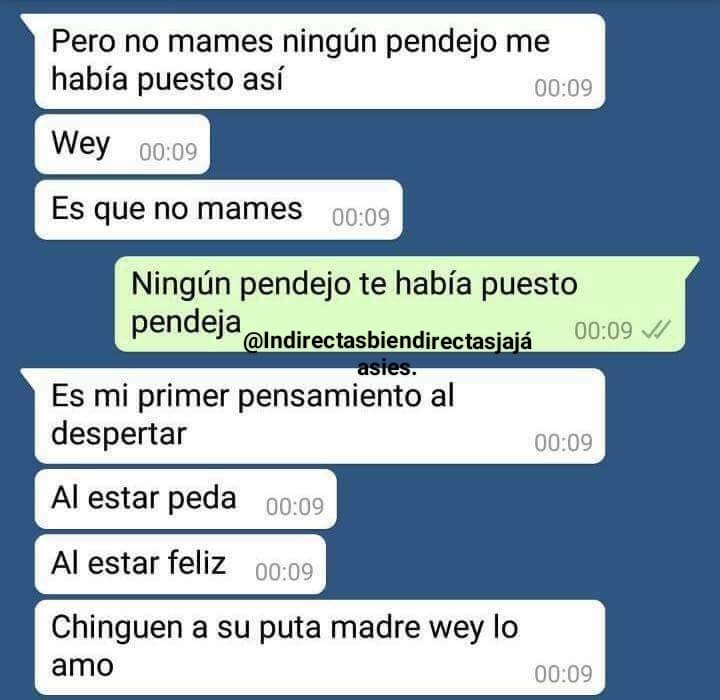 Pero no mames ningún pendejo me
había puesto así
00:09
Wey 00:09
Es que no mames 00:09
Ningún pendejo te había puesto
pendeja
00:09
@Indirectasbiendirectasjajá
asies.
Es mi primer pensamiento al
despertar
00:09
Al estar peda 00:09
Al estar feliz 00:09
Chinguen a su puta madre wey lo
amo
00:09